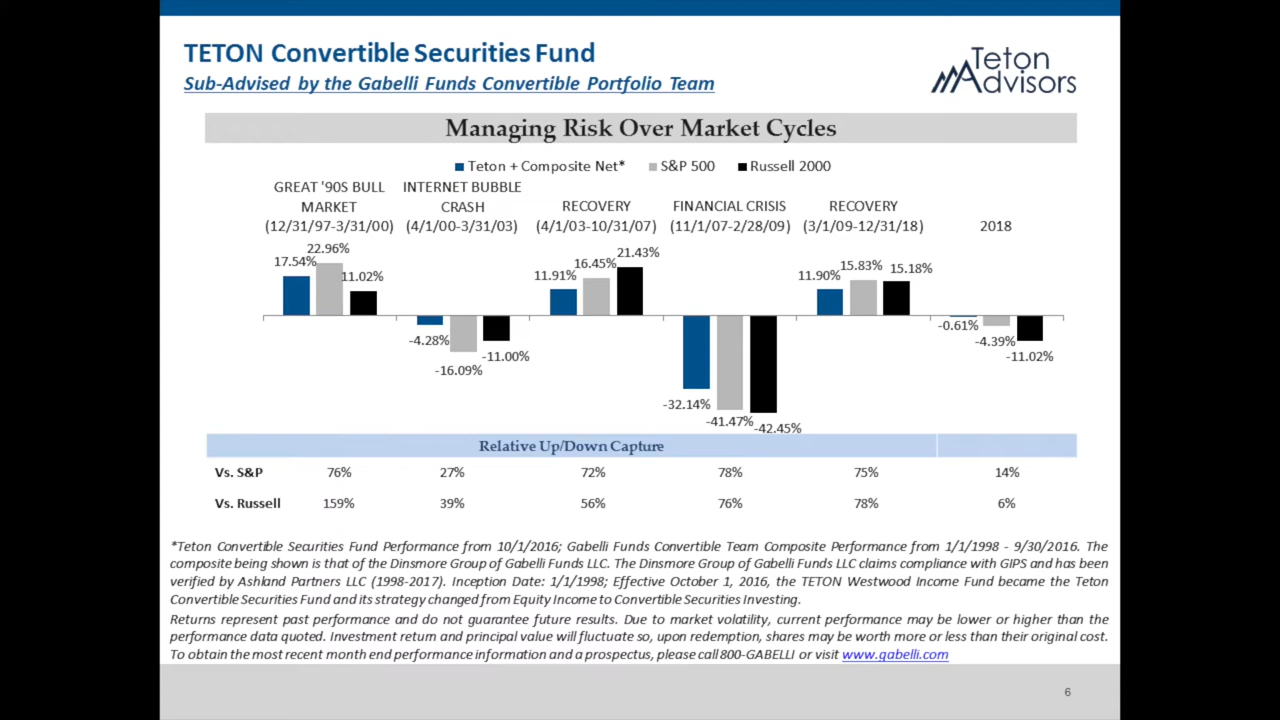 TETON Convertible Securities Fund
Sub-Advised by the Gabelli Funds Convertible Portfolio Team
Teton
Advisors
Managing Risk Over Market Cycles
Teton + Composite Net* S&P 500 Russell 2000
GREAT '90S BULL
MARKET
(12/31/97-3/31/00)
INTERNET BUBBLE
CRASH
(4/1/00-3/31/03)
RECOVERY
(4/1/03-10/31/07)
FINANCIAL CRISIS
(11/1/07-2/28/09)
RECOVERY
(3/1/09-12/31/18)
2018
17.54% 22.96% 11.02%
-4.28% -16.09% -11.00%
11.91% 16.45% 21.43%
-32.14% -41.47% -42.45%
11.90% 15.83% 15.18%
-0.61% -4.39% -11.02%
Relative Up/Down Capture
Vs. S&P 76% 27% 72% 78% 75% 14%
Vs. Russell 159% 39% 56% 76% 78% 6%
*Teton Convertible Securities Fund Performance from 10/1/2016; Gabelli Funds Convertible Team Composite Performance from 1/1/1998 - 9/30/2016. The
composite being shown is that of the Dinsmore Group of Gabelli Funds LLC. The Dinsmore Group of Gabelli Funds LLC claims compliance with GIPS and has been
verified by Ashland Partners LLC (1998-2017). Inception Date: 1/1/1998; Effective October 1, 2016, the TETON Westwood Income Fund became the Teton
Convertible Securities Fund and its strategy changed from Equity Income to Convertible Securities Investing.
Returns represent past performance and do not guarantee future results. Due to market volatility, current performance may be lower or higher than the
performance data quoted. Investment return and principal value will fluctuate so, upon redemption, shares may be worth more or less than their original cost.
To obtain the most recent month end performance information and a prospectus, please call 800-GABELLI or visit www.gabelli.com
6